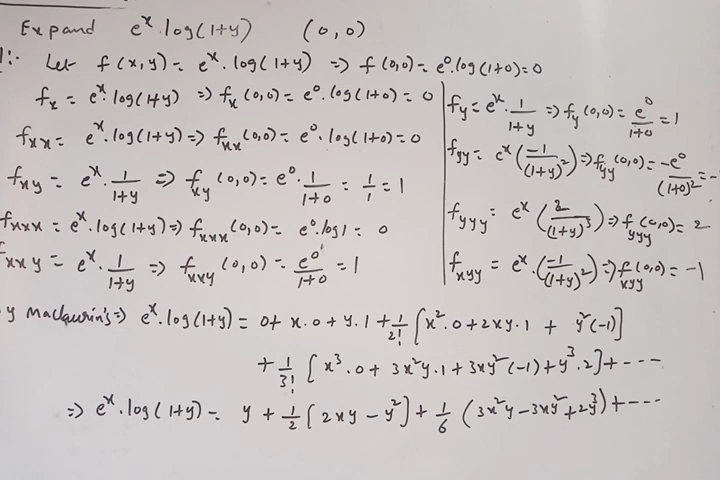 Expand e^x . log(1+y) (0,0)
:- Let f(x,y) = e^x . log(1+y) => f(0,0) = e^0 . log(1+0) = 0
f_x = e^x . log(1+y) => f_x(0,0) = e^0 . log(1+0) = 0
f_xx = e^x . log(1+y) => f_xx(0,0) = e^0 . log(1+0) = 0
f_xy = e^x . 1/(1+y) => f_xy(0,0) = e^0 . 1/(1+0) = 1/1 = 1
f_xxx = e^x . log(1+y) => f_xxx(0,0) = e^0 . log1 = 0
f_xxy = e^x . 1/(1+y) => f_xxy(0,0) = e^0/(1+0) = 1
f_y = e^x . 1/(1+y) => f_y(0,0) = e^0/(1+0) = 1
f_yy = e^x (-1/(1+y)^2) => f_yy(0,0) = -e^0/(1+0)^2 = -
f_yyy = e^x (2/(1+y)^3) => f_yyy(0,0) = 2
f_xyy = e^x . (-1/(1+y)^2) => f_xyy(0,0) = -1
y Maclaurin's => e^x . log(1+y) = 0 + x.0 + y.1 + 1/2! [x^2.0 + 2xy.1 + y^2(-1)]
+ 1/3! [x^3.0 + 3x^2y.1 + 3xy^2(-1) + y^3.2] + ----
=> e^x . log(1+y) = y + 1/2 [2xy - y^2] + 1/6 (3x^2y - 3xy^2 + 2y^3) + ----